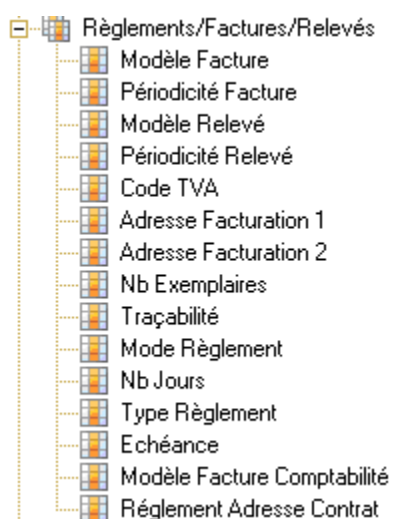 Règlements/Factures/Relevés
Modèle Facture
Périodicité Facture
Modèle Relevé
Périodicité Relevé
Code TVA
Adresse Facturation 1
Adresse Facturation 2
Nb Exemplaires
Traçabilité
Mode Règlement
Nb Jours
Type Règlement
Echéance
Modèle Facture Comptabilité
Réglement Adresse Contrat